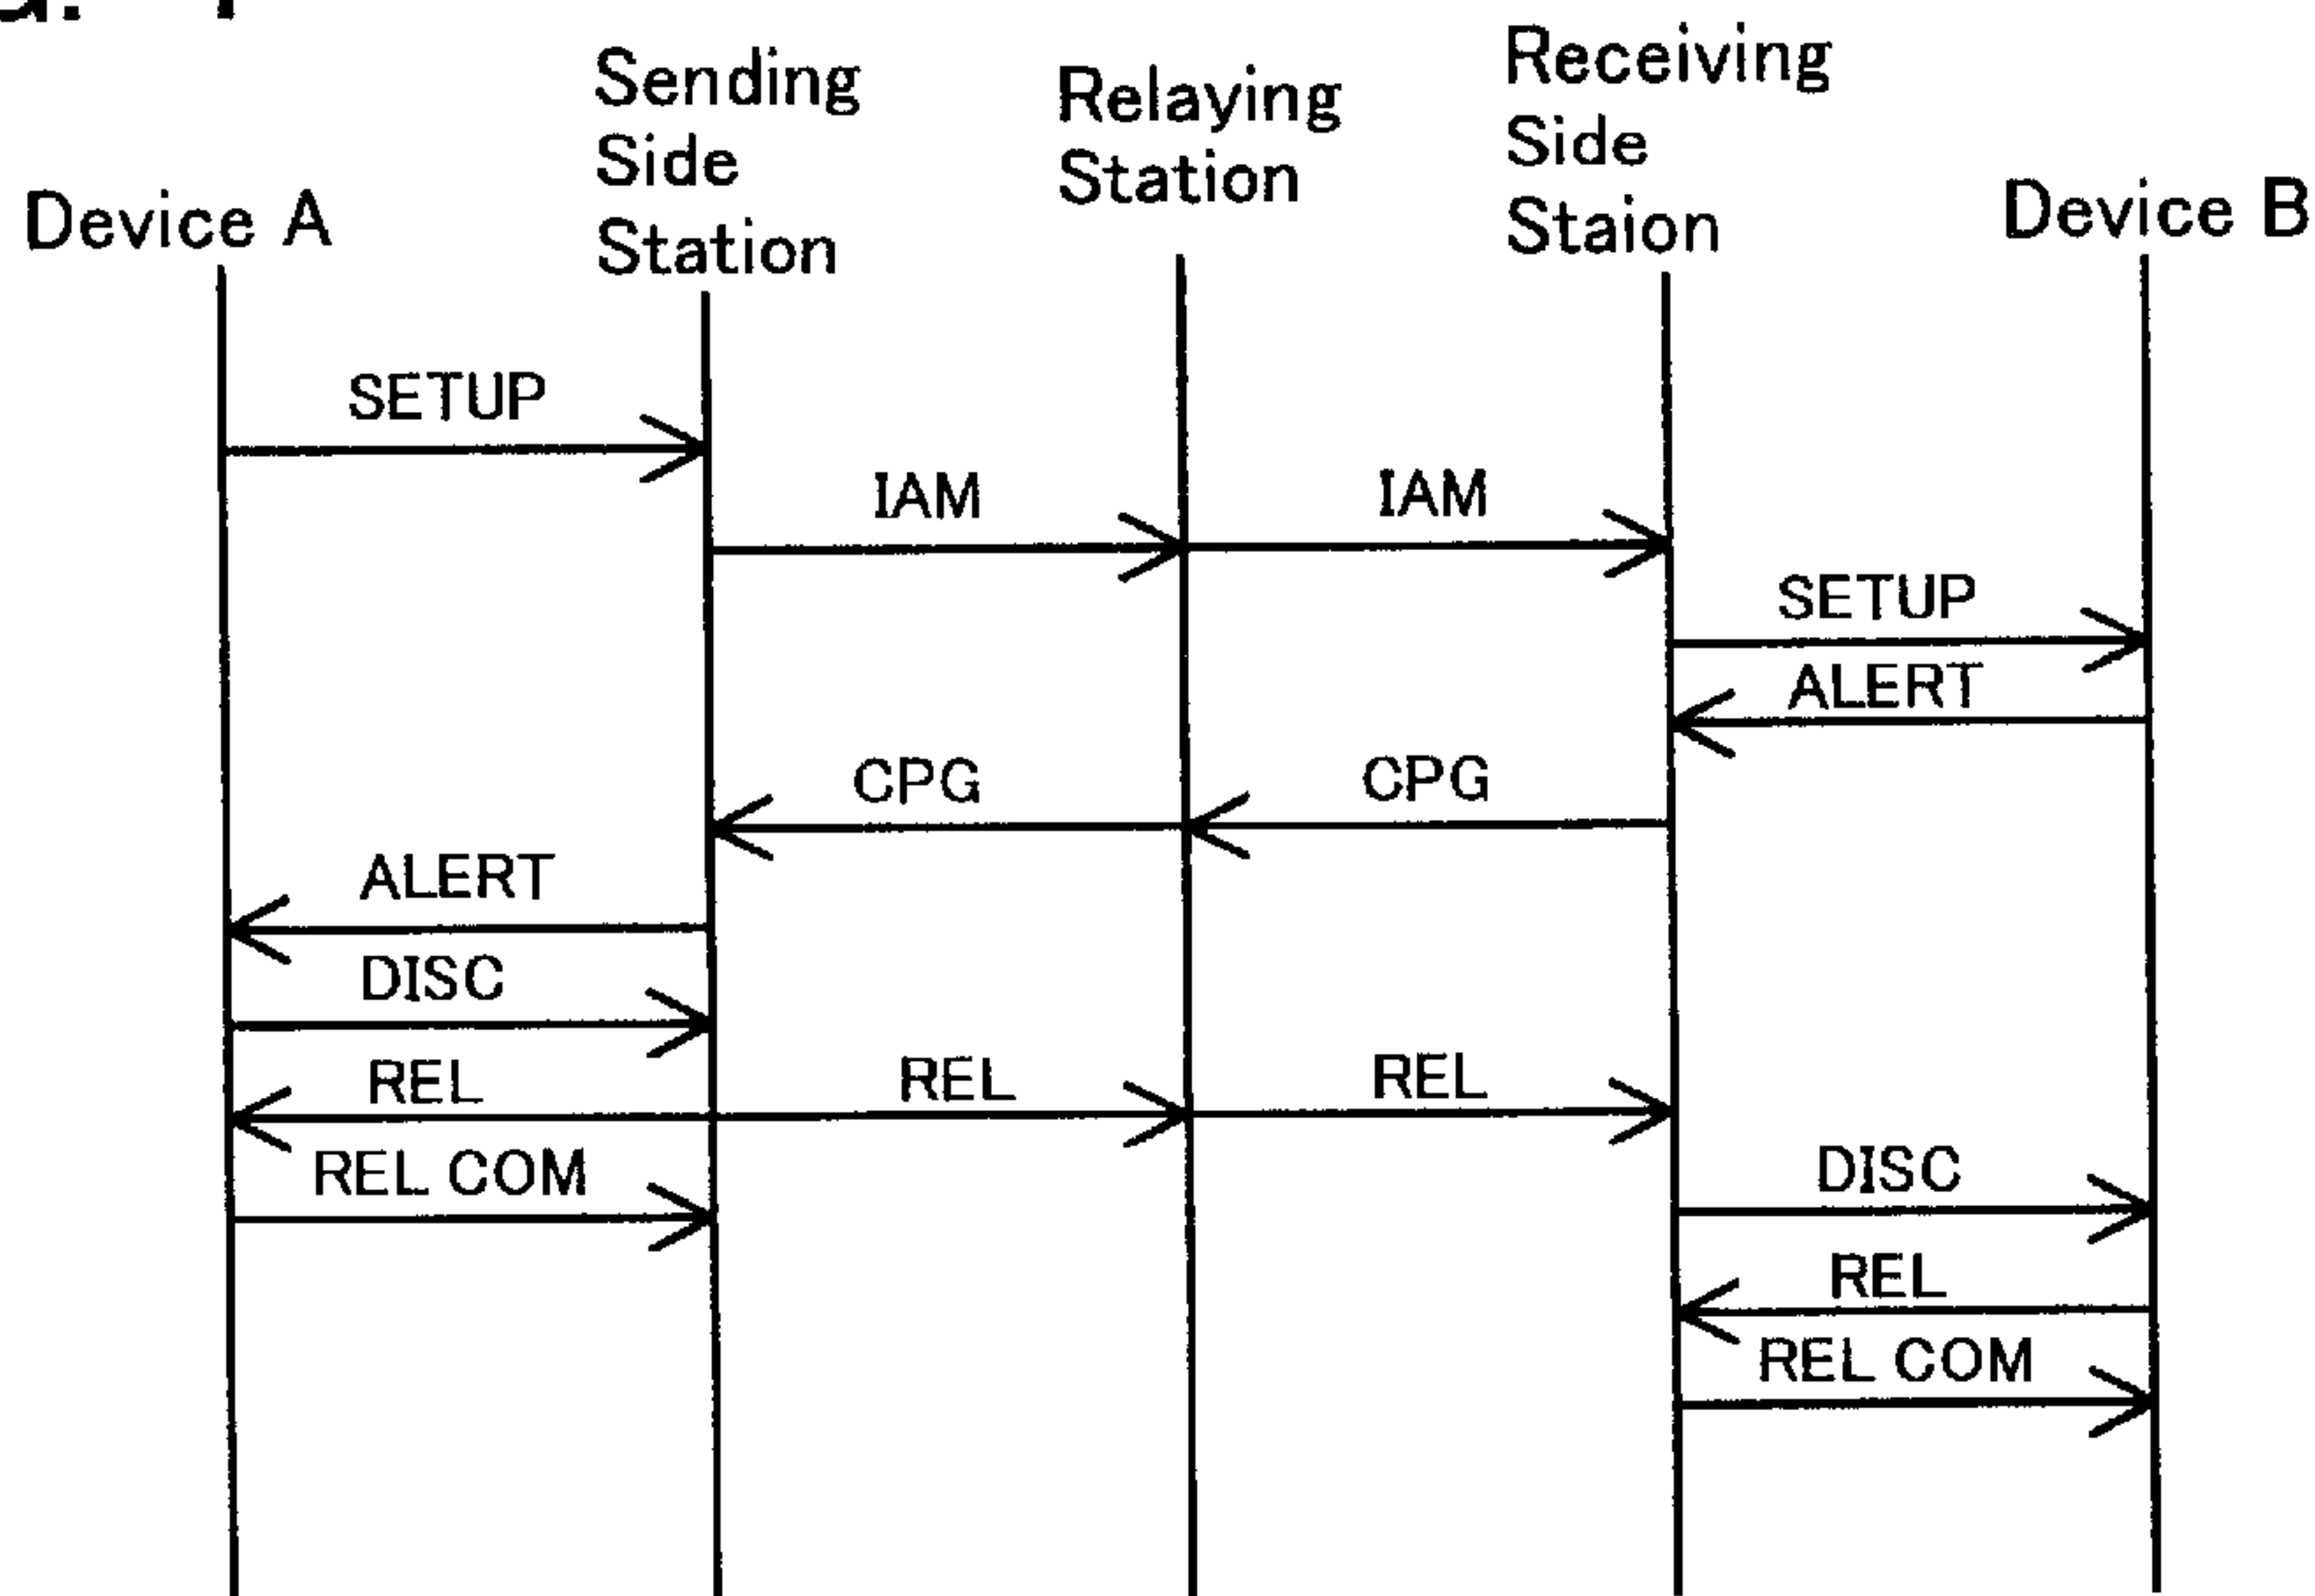 Device A
Sending
Side
Station
Relaying
Station
Receiving
Side
Staion
Device B
SETUP
IAM
IAM
SETUP
ALERT
CPG
CPG
ALERT
DISC
REL
REL
REL
REL COM
DISC
REL
REL COM